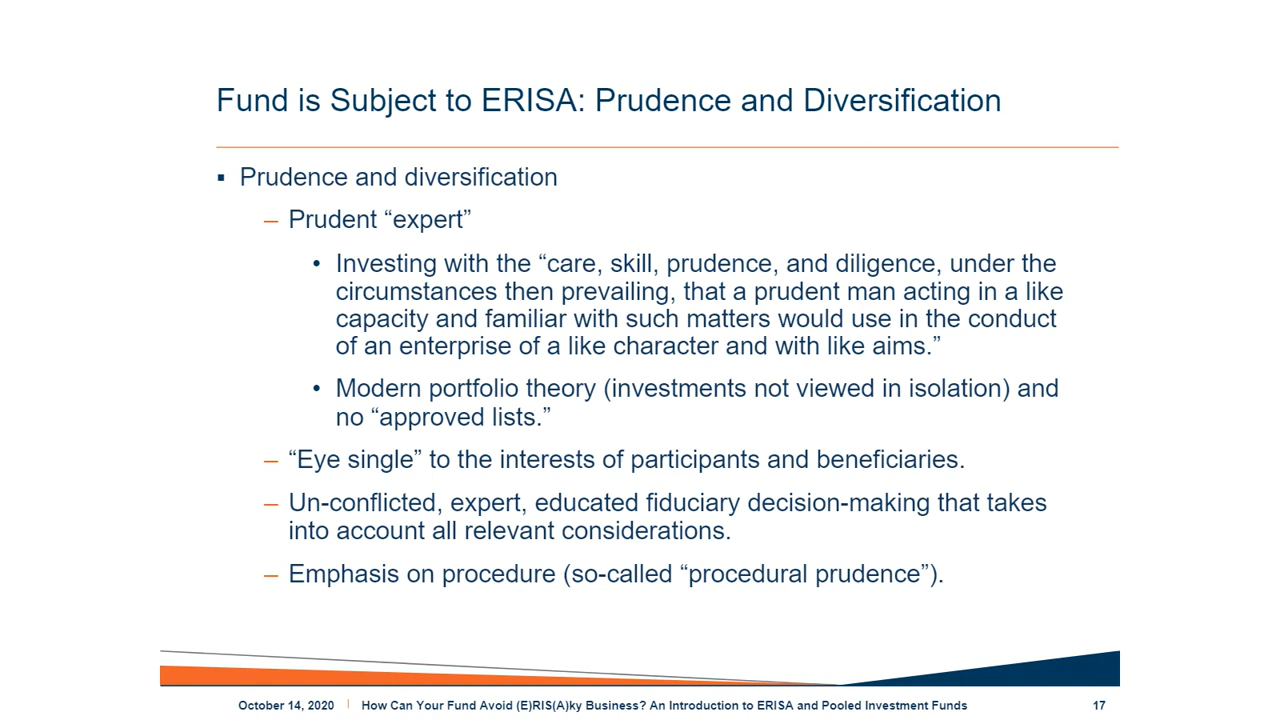 Fund is Subject to ERISA: Prudence and Diversification
▪ Prudence and diversification
– Prudent “expert”
• Investing with the “care, skill, prudence, and diligence, under the
circumstances then prevailing, that a prudent man acting in a like
capacity and familiar with such matters would use in the conduct
of an enterprise of a like character and with like aims.”
• Modern portfolio theory (investments not viewed in isolation) and
no “approved lists.”
– “Eye single” to the interests of participants and beneficiaries.
– Un-conflicted, expert, educated fiduciary decision-making that takes
into account all relevant considerations.
– Emphasis on procedure (so-called “procedural prudence”).
October 14, 2020 | How Can Your Fund Avoid (E)RIS(A)ky Business? An Introduction to ERISA and Pooled Investment Funds 17